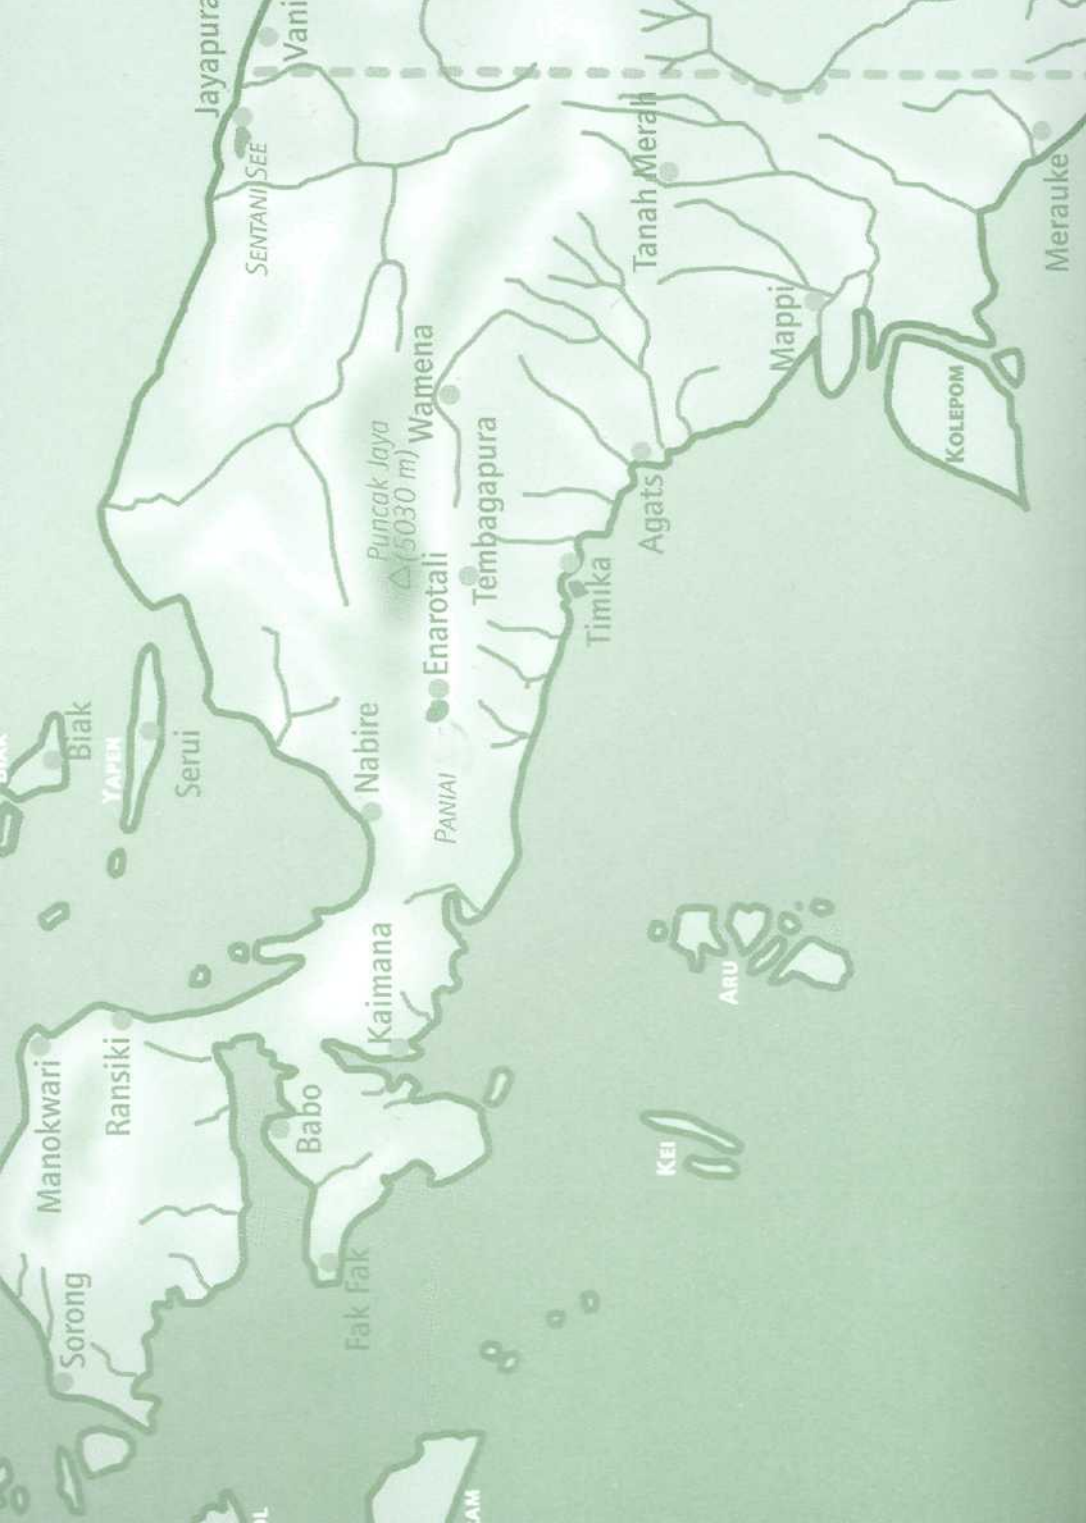 Jayapura
Vani
SENTANI SEE
Tanah Merah
Merauke
Mappi
KOLEPOM
Wamena
Puncak Jaya
△(5030 m)
Tembagapura
Enarotali
Agats
Timika
Biak
YAPEN
Serui
Nabire
PANIAI
Kaimana
ARU
Manokwari
Ransiki
Babo
KEI
Sorong
Fak Fak